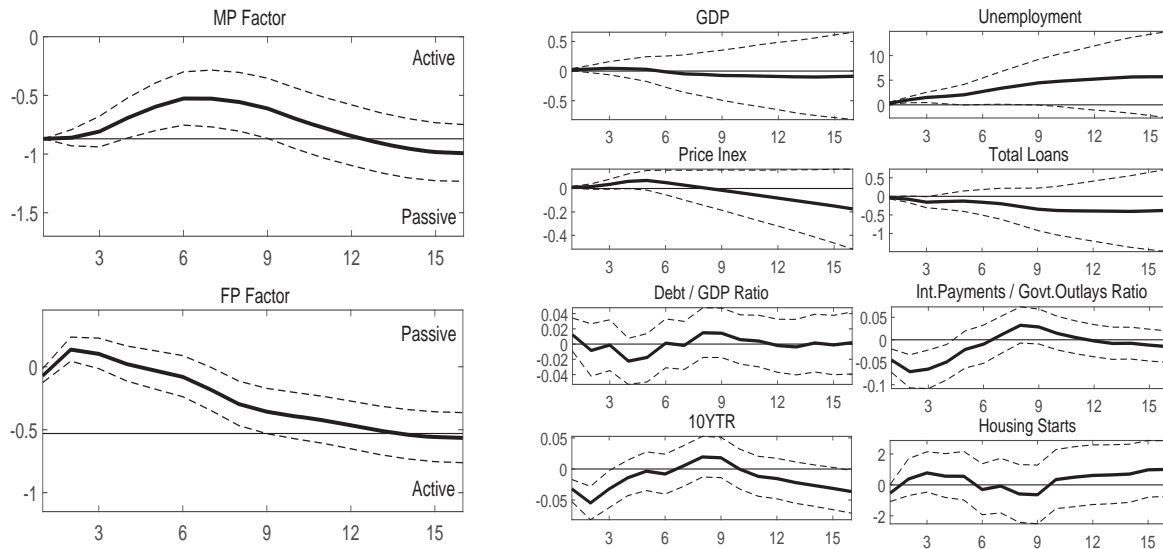 MP Factor
0
-0.5
-1
-1.5
Active
Passive
3 6 9 12 15
FP Factor
0
-0.5
-1
Passive
Active
3 6 9 12 15
GDP
0.5
0
-0.5
3 6 9 12 15
Unemployment
10
5
0
3 6 9 12 15
Price Inex
0.2
0
-0.2
-0.4
3 6 9 12 15
Total Loans
0.5
0
-0.5
-1
3 6 9 12 15
Debt / GDP Ratio
0.04
0.02
0
-0.02
-0.04
3 6 9 12 15
Int.Payments / Govt.Outlays Ratio
0.05
0
-0.05
-0.1
3 6 9 12 15
10YTR
0.05
0
-0.05
3 6 9 12 15
Housing Starts
2
0
-2
3 6 9 12 15